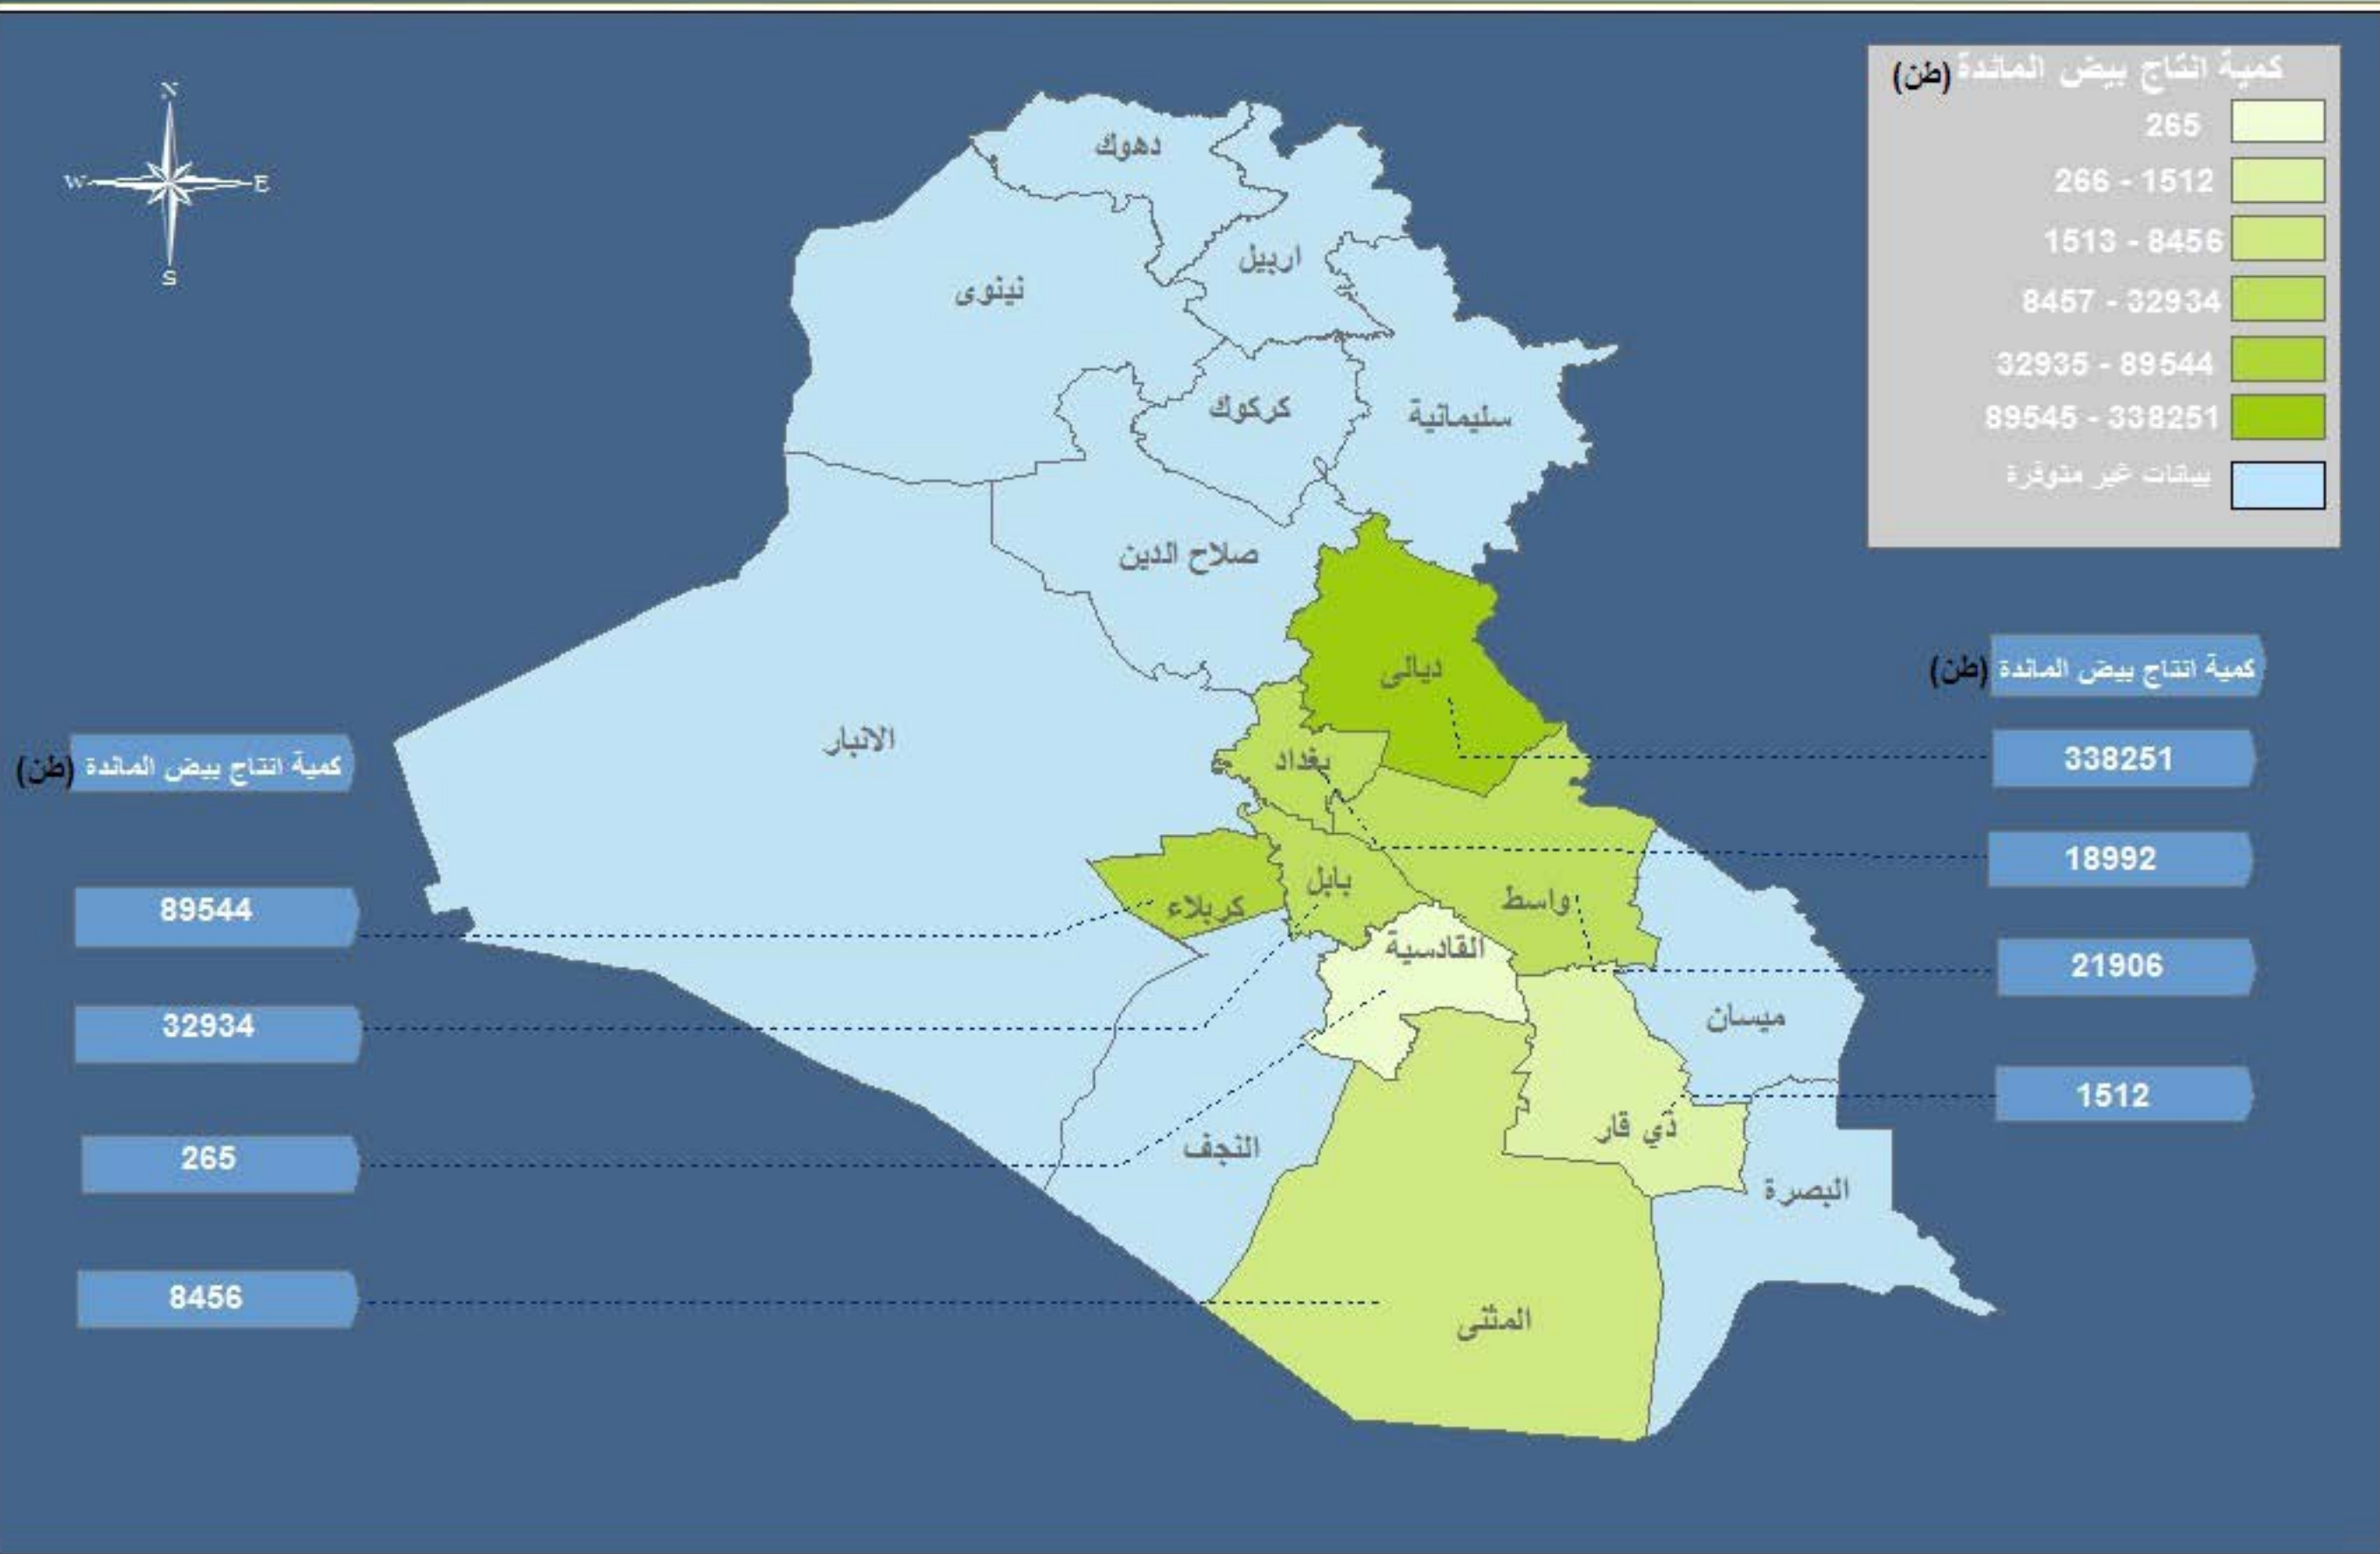 N
W
E
S
كمية انتاج بيض المائدة (طن)
265
266 - 1512
1513 - 8456
8457 - 32934
32935 - 89544
89545 - 338251
بيانات غير متوفرة
دهوك
اربيل
نينوى
كركوك
سليمانية
صلاح الدين
ديالى
الانبار
بغداد
بابل
كربلاء
واسط
القادسية
ميسان
النجف
ذي قار
البصرة
المثنى
كمية انتاج بيض المائدة (طن)
338251
18992
21906
1512
كمية انتاج بيض المائدة (طن)
89544
32934
265
8456